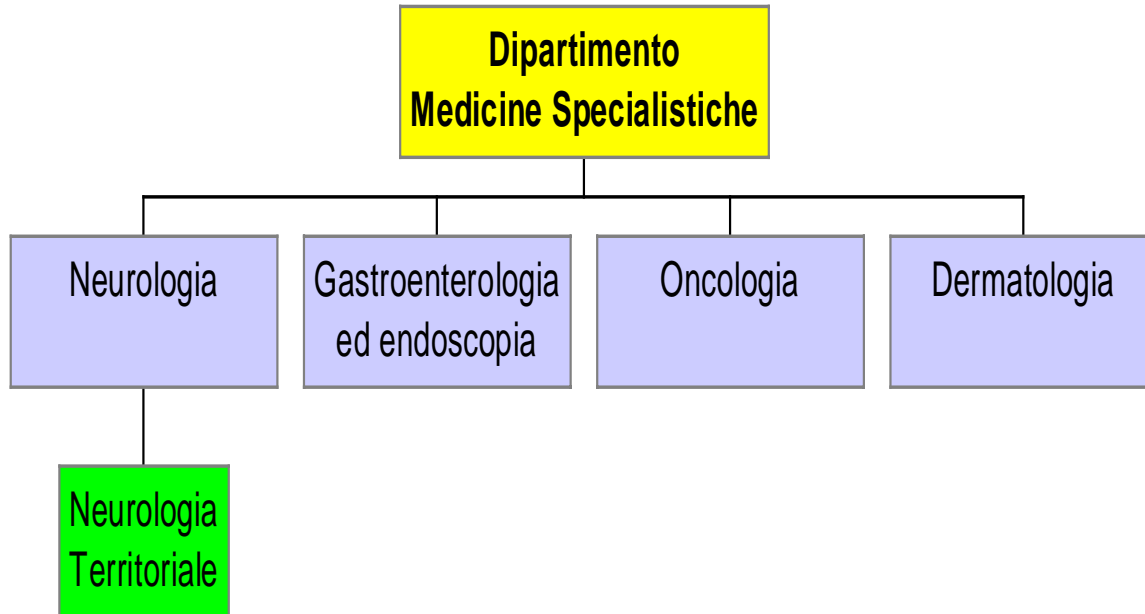 Dipartimento
Medicine Specialistiche
Neurologia
Gastroenterologia
ed endoscopia
Oncologia
Dermatologia
Neurologia
Territoriale